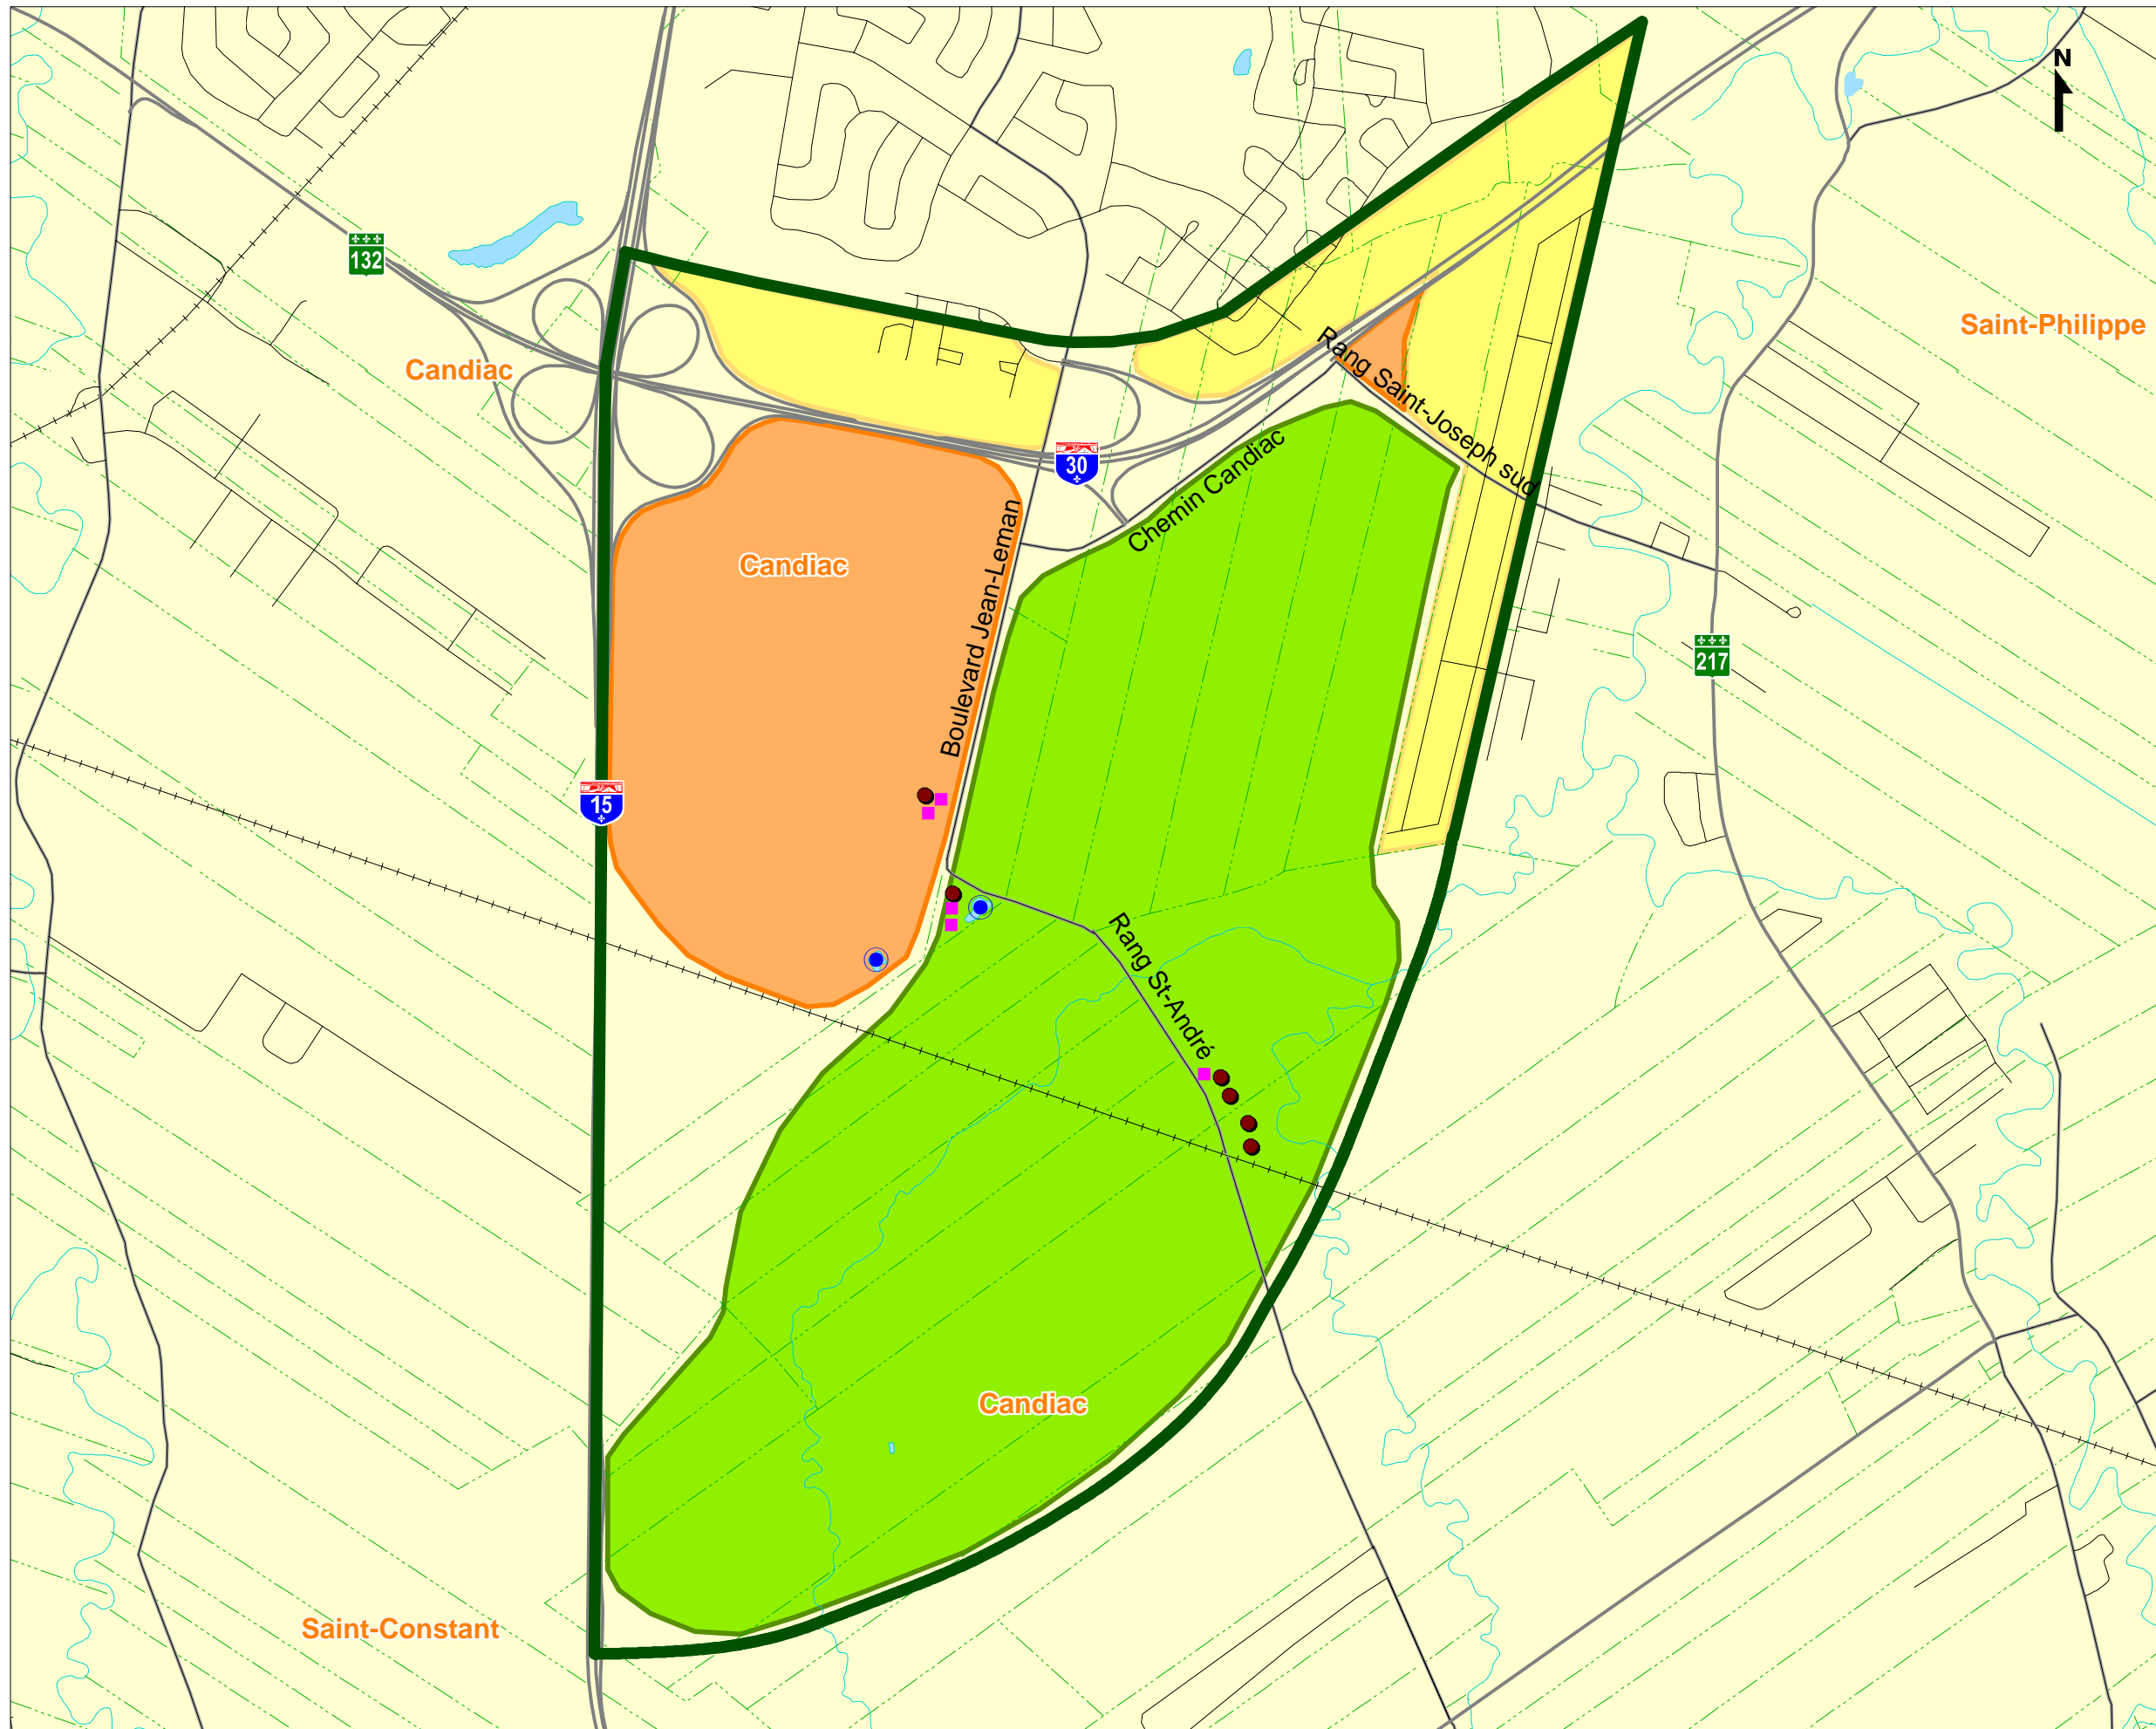 N
132
Saint-Philippe
Candiac
Rang Saint-Joseph sud
30
Chemin Candiac
Candiac
Boulevard Jean-Leman
217
15
Rang St-André
Candiac
Saint-Constant